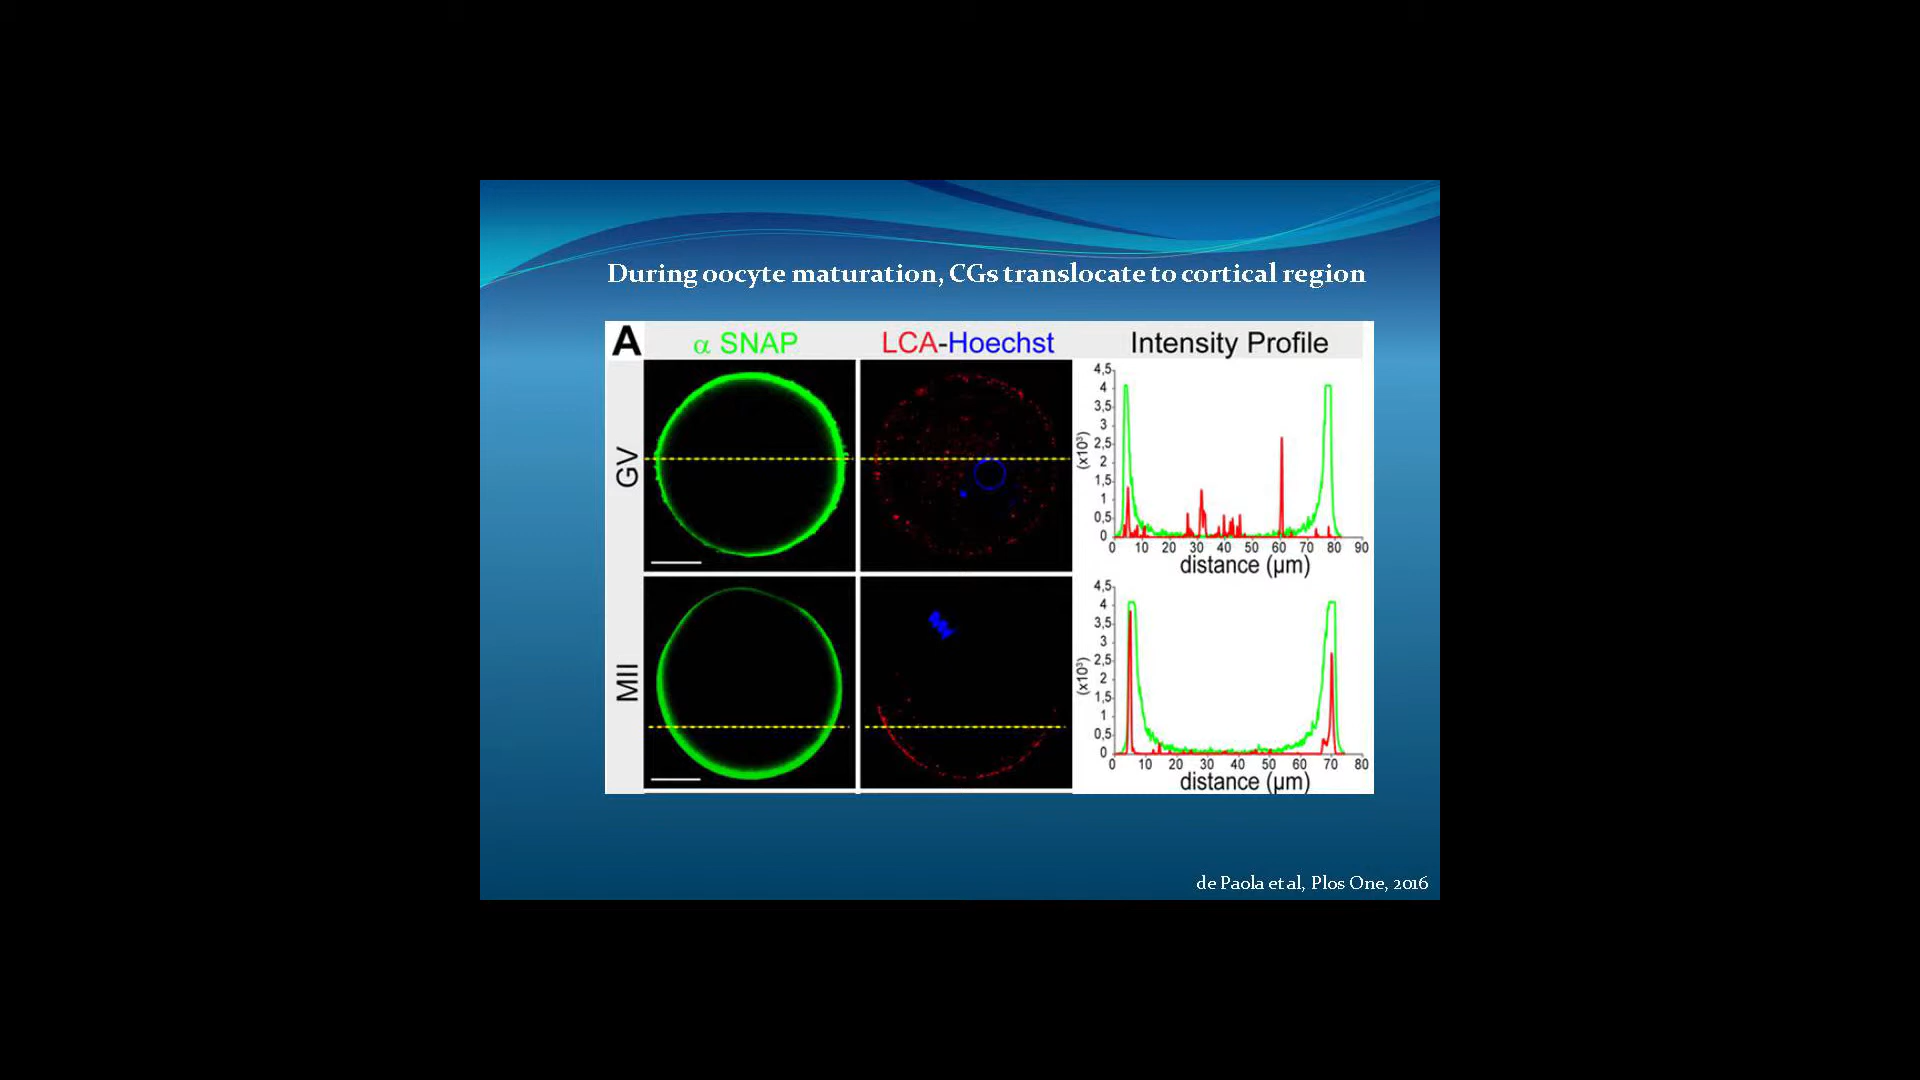 During oocyte maturation, CGs translocate to cortical region
A
α SNAP
LCA-Hoechst
Intensity Profile
GV
4,5
4
3,5
3
2,5
2
1,5
1
0,5
0
(x10³)
0 10 20 30 40 50 60 70 80 90
distance (µm)
MII
4,5
4
3,5
3
2,5
2
1,5
1
0,5
0
(x10³)
0 10 20 30 40 50 60 70 80
distance (µm)
de Paola et al, Plos One, 2016